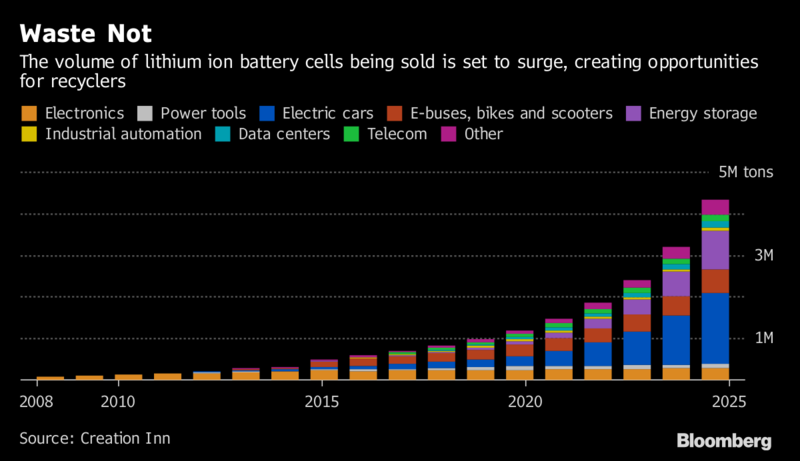 Waste Not
The volume of lithium ion battery cells being sold is set to surge, creating opportunities
for recyclers
Electronics Power tools Electric cars E-buses, bikes and scooters Energy storage
Industrial automation Data centers Telecom Other
5M tons
3M
1M
2008 2010 2015 2020 2025
Source: Creation Inn
Bloomberg